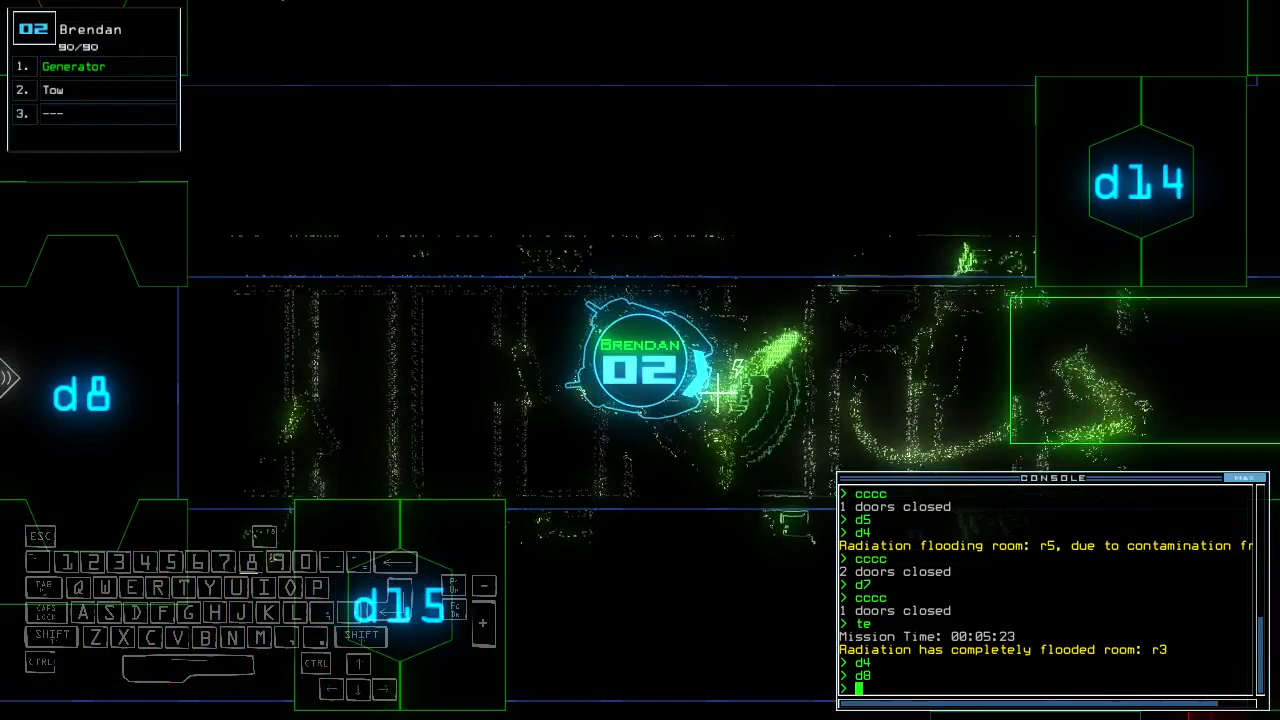 02 Brendan
90/90
1. Generator
2. Tow
3. ---
d14
d8
BRENDAN
02
d15
CONSOLE
MAX
> cccc
1 doors closed
> d5
> d4
Radiation flooding room: r5, due to contamination fr
> cccc
2 doors closed
> d7
> cccc
1 doors closed
> te
Mission Time: 00:05:23
Radiation has completely flooded room: r3
> d4
> d8
>
ESC
1 2 3 4 5 6 7 8 9 0
TAB Q W E R T Y U I O P
CAPS LOCK A S D F G H J K L ;
SHIFT Z X C V B N M , . SHIFT
CTRL CTRL